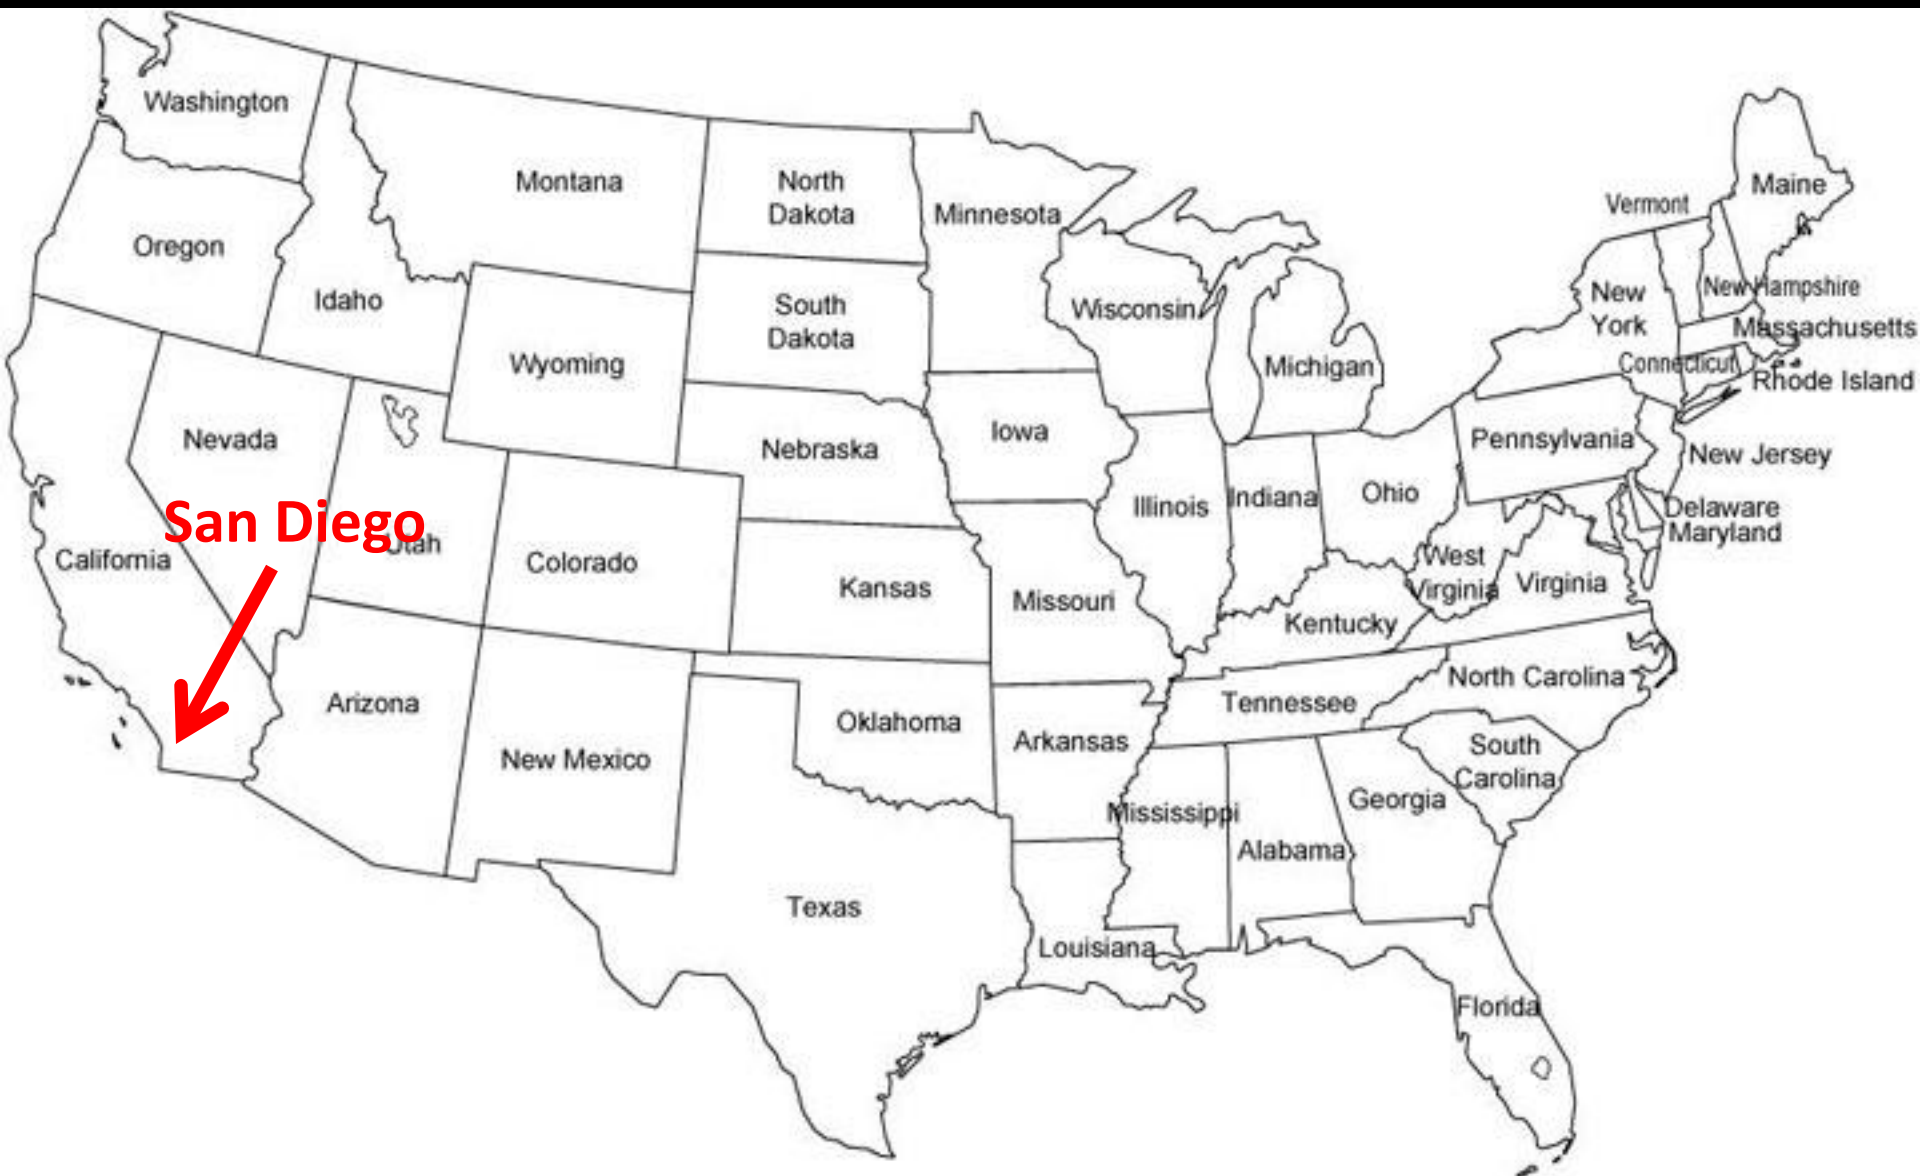 Washington
Montana
North
Dakota
Minnesota
Vermont
Maine
Oregon
Idaho
South
Dakota
Wisconsin
New
York
New Hampshire
Massachusetts
Wyoming
Michigan
Connecticut
Rhode Island
Nevada
Nebraska
Iowa
Pennsylvania
New Jersey
San Diego
Utah
California
Colorado
Kansas
Missouri
Illinois
Indiana
Ohio
West
Virginia
Virginia
Delaware
Maryland
Kentucky
Arizona
New Mexico
Oklahoma
Arkansas
Tennessee
North Carolina
South
Carolina
Mississippi
Alabama
Georgia
Texas
Louisiana
Florida